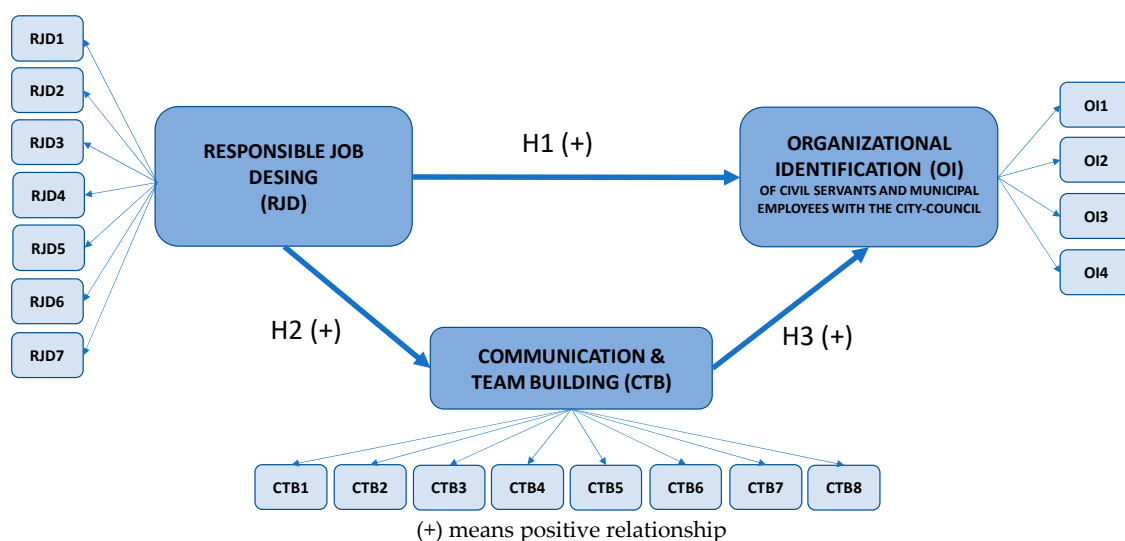 RJD1
RJD2
RJD3
RJD4
RJD5
RJD6
RJD7
RESPONSIBLE JOB
DESING
(RJD)
H1 (+)
ORGANIZATIONAL
IDENTIFICATION (OI)
OF CIVIL SERVANTS AND MUNICIPAL
EMPLOYEES WITH THE CITY-COUNCIL
OI1
OI2
OI3
OI4
H2 (+)
H3 (+)
COMMUNICATION &
TEAM BUILDING (CTB)
CTB1
CTB2
CTB3
CTB4
CTB5
CTB6
CTB7
CTB8
(+) means positive relationship